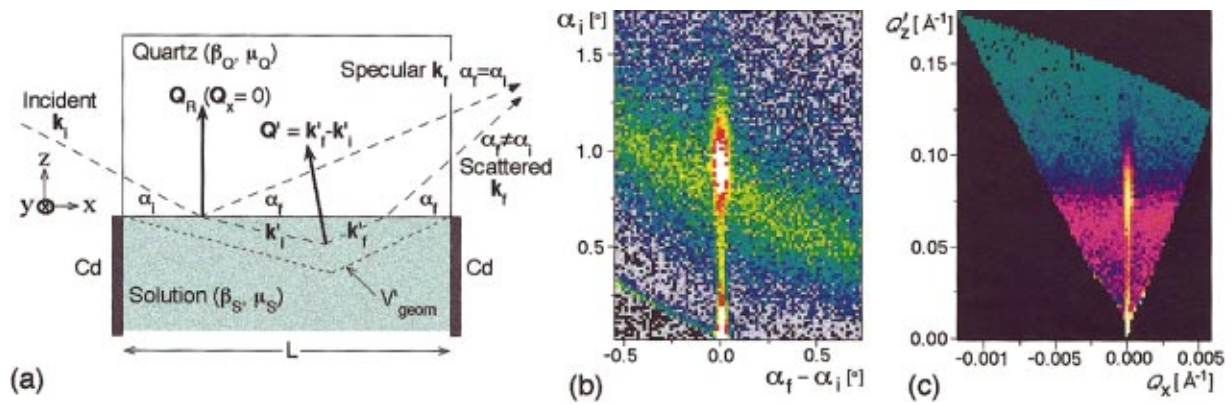 Quartz (β_Q, μ_Q)
Specular k_f α_f=α_i
Incident
k_i
Q_R (Q_x=0)
Q' = k'_f-k'_i
α_f≠α_i
Scattered
k_f
z
y x
α_i α_f α_f
k'_i k'_f
Cd Cd
Solution (β_S, μ_S)
V'_geom
L
(a)
α_i [°]
1.5
1.0
0.5
-0.5 0.0 0.5
α_f – α_i [°]
(b)
Q'_z [Å⁻¹]
0.15
0.10
0.05
0.00
-0.001 -0.005 0.000 0.005
Q_x [Å⁻¹]
(c)